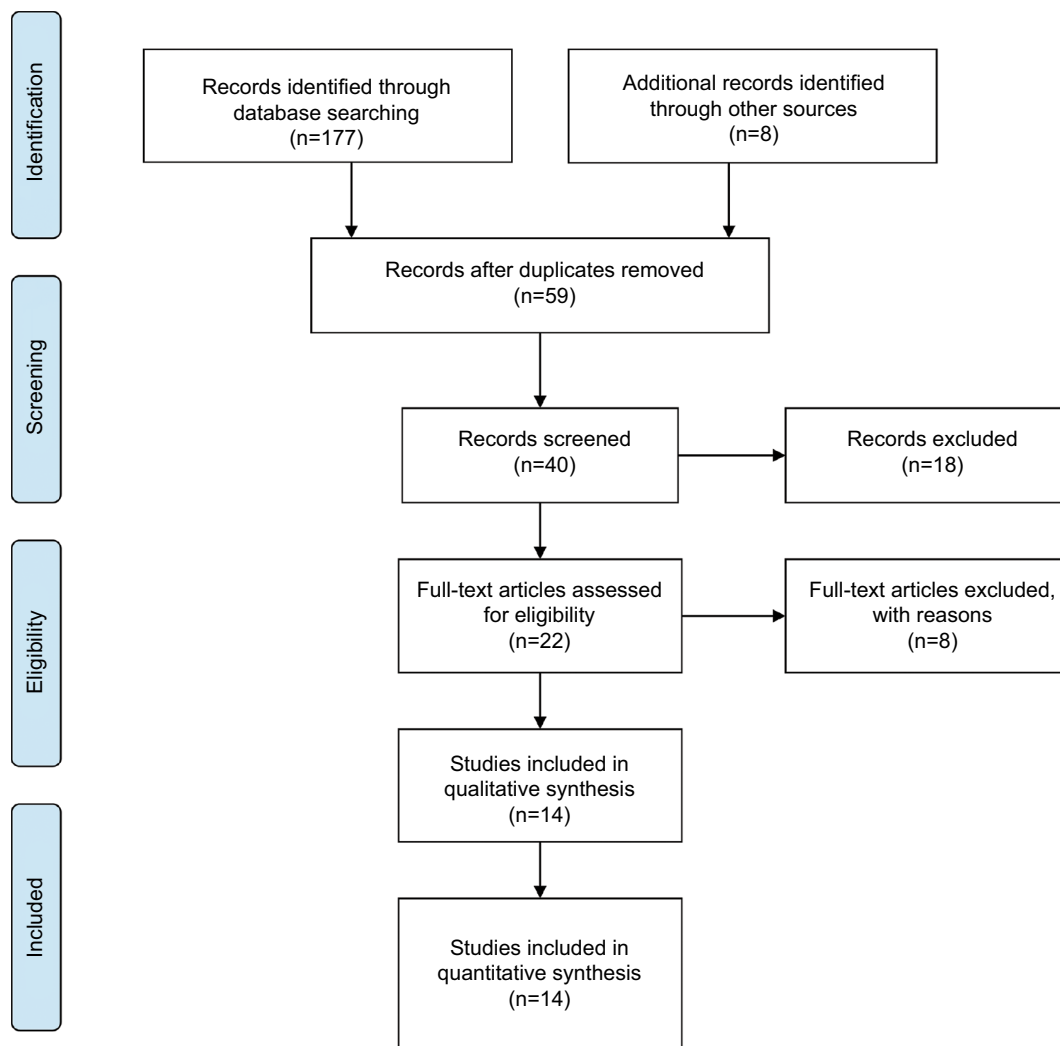 Identification
Records identified through
database searching
(n=177)
Additional records identified
through other sources
(n=8)
Records after duplicates removed
(n=59)
Screening
Records screened
(n=40)
Records excluded
(n=18)
Eligibility
Full-text articles assessed
for eligibility
(n=22)
Full-text articles excluded,
with reasons
(n=8)
Studies included in
qualitative synthesis
(n=14)
Included
Studies included in
quantitative synthesis
(n=14)